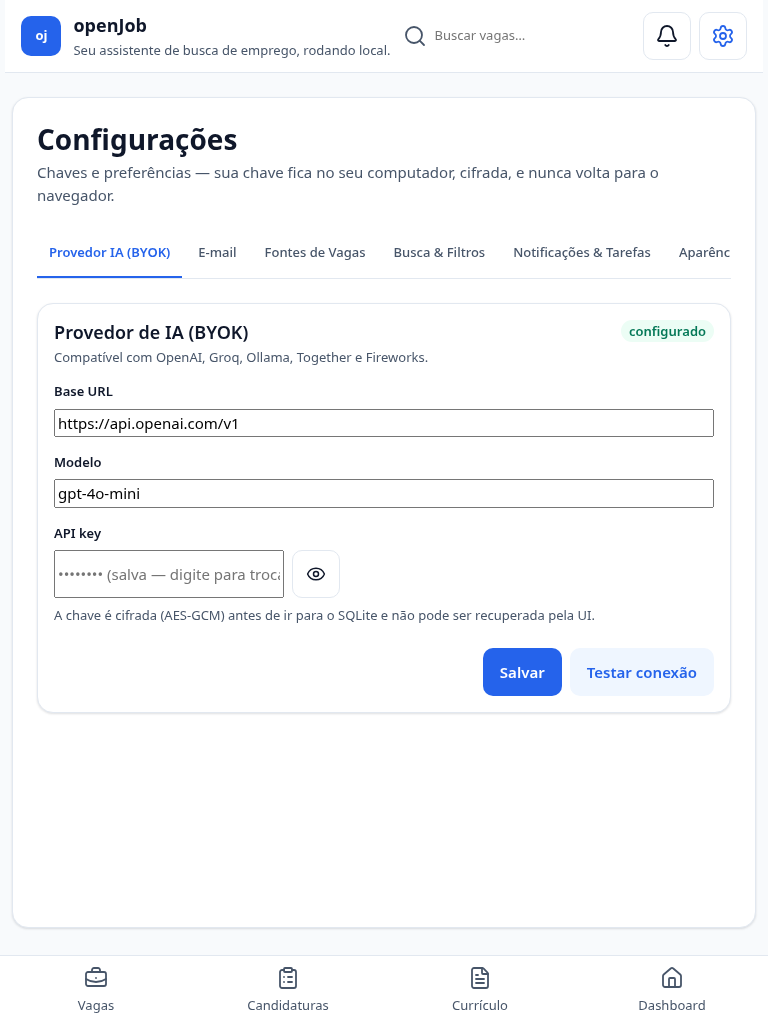 oj
openJob
Seu assistente de busca de emprego, rodando local.
Buscar vagas...
Configurações
Chaves e preferências — sua chave fica no seu computador, cifrada, e nunca volta para o
navegador.
Provedor IA (BYOK) E-mail Fontes de Vagas Busca & Filtros Notificações & Tarefas Aparênc
Provedor de IA (BYOK)
configurado
Compatível com OpenAI, Groq, Ollama, Together e Fireworks.
Base URL
https://api.openai.com/v1
Modelo
gpt-4o-mini
API key
•••••••• (salva — digite para troca
A chave é cifrada (AES-GCM) antes de ir para o SQLite e não pode ser recuperada pela UI.
Salvar
Testar conexão
Vagas Candidaturas Currículo Dashboard